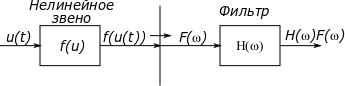 Нелинейное
звено
Фильтр
u(t)
f(u)
f(u(t))
F(ω)
H(ω)
H(ω)F(ω)